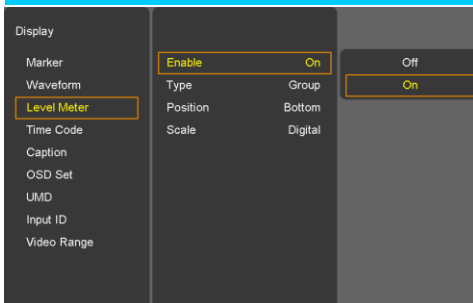 Display
Marker
Waveform
Level Meter
Time Code
Caption
OSD Set
UMD
Input ID
Video Range
Enable On
Type Group
Position Bottom
Scale Digital
Off
On